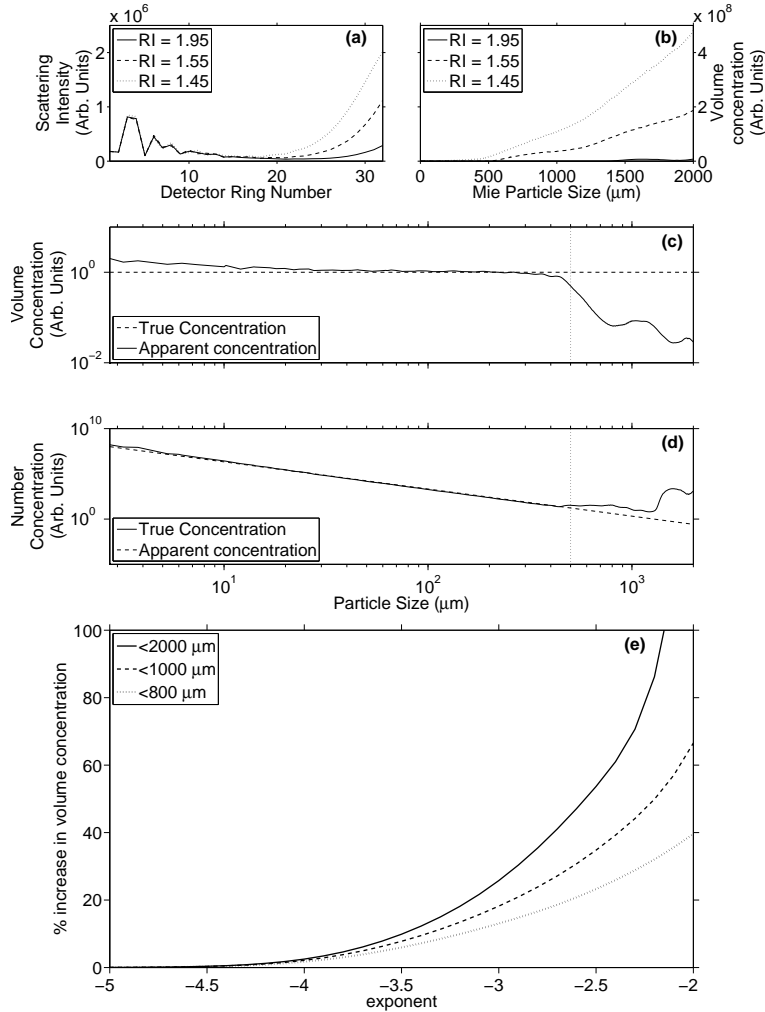 x 10^6
(a)
RI = 1.95
RI = 1.55
RI = 1.45
Scattering
Intensity
(Arb. Units)
2
1
0
10
20
30
Detector Ring Number
x 10^8
(b)
RI = 1.95
RI = 1.55
RI = 1.45
4
2
0
Volume
concentration
(Arb. Units)
0
500
1000
1500
2000
Mie Particle Size (μm)
(c)
Volume
Concentration
(Arb. Units)
10^0
10^-2
True Concentration
Apparent concentration
(d)
Number
Concentration
(Arb. Units)
10^10
10^0
True Concentration
Apparent concentration
10^1
10^2
10^3
Particle Size (μm)
(e)
<2000 μm
<1000 μm
<800 μm
% increase in volume concentration
100
80
60
40
20
0
−5
−4.5
−4
−3.5
−3
−2.5
−2
exponent